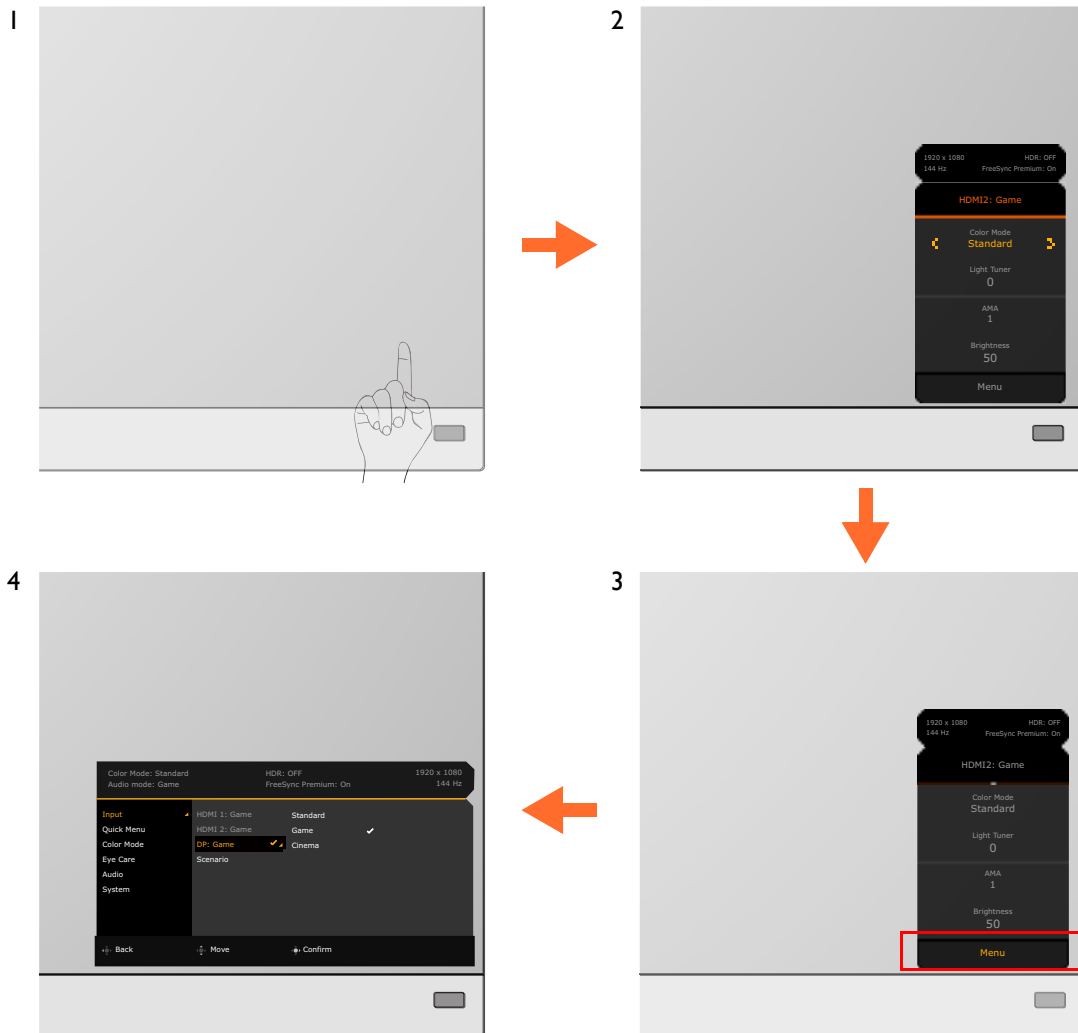 1
1920 x 1080 HDR: OFF
144 Hz FreeSync Premium: On
HDMI2: Game
Color Mode
Standard
Light Tuner
0
AMA
1
Brightness
50
Menu
2
3
1920 x 1080 HDR: OFF
144 Hz FreeSync Premium: On
HDMI2: Game
Color Mode
Standard
Light Tuner
0
AMA
1
Brightness
50
Menu
4
Color Mode: Standard HDR: OFF 1920 x 1080
Audio mode: Game FreeSync Premium: On 144 Hz
Input HDMI 1: Game Standard
Quick Menu HDMI 2: Game Game
Color Mode DP: Game Cinema
Eye Care Scenario
Audio
System
Back Move Confirm